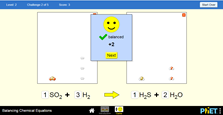 Level: 2 Challenge 2 of 5 Score: 2 Start Over
balanced
+2
Next
1 SO₂ + 3 H₂ → 1 H₂S + 2 H₂O
Balancing Chemical Equations PhET